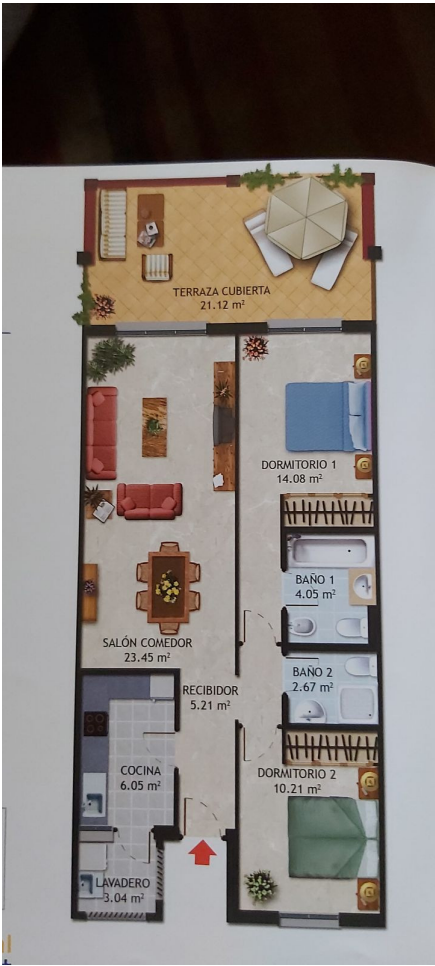 TERRAZA CUBIERTA
21.12 m²
DORMITORIO 1
14.08 m²
BAÑO 1
4.05 m²
SALÓN COMEDOR
23.45 m²
BAÑO 2
2.67 m²
RECIBIDOR
5.21 m²
COCINA
6.05 m²
DORMITORIO 2
10.21 m²
LAVADERO
3.04 m²